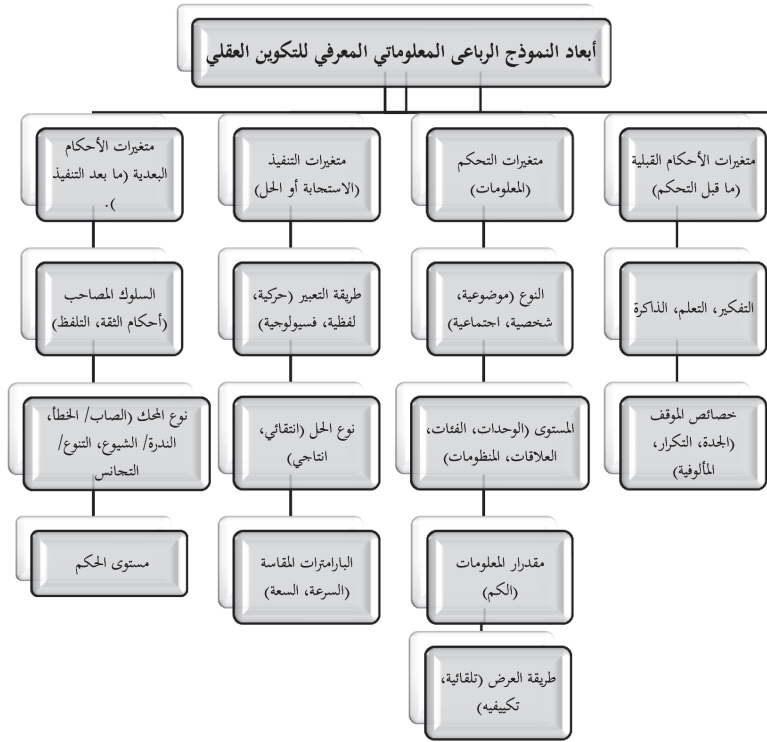 أبعاد النموذج الرباعى المعلوماتي المعرفي للتكوين العقلي
متغيرات الأحكام القبلية
(ما قبل التحكم)
التفكير، التعلم، الذاكرة
خصائص الموقف
(الجدة، التكرار،
المألوفية)
متغيرات التحكم
(المعلومات)
النوع (موضوعية،
شخصية، اجتماعية)
المستوى (الوحدات، الفئات،
العلاقات، المنظومات)
مقدرار المعلومات
(الكم)
طريقة العرض (تلقائية،
تكييفيه)
متغيرات التنفيذ
(الاستجابة أو الحل)
طريقة التعبير (حركية،
لفظية، فسيولوجية)
نوع الحل (انتقائي،
انتاجي)
البارامترات المقاسة
(السرعة، السعة)
متغيرات الأحكام
البعدية (ما بعد التنفيذ
).
السلوك المصاحب
(أحكام الثقة، التلفظ)
نوع المحك (الصاب/ الخطأ،
الندرة/ الشيوع، التنوع/
التجانس
مستوى الحكم